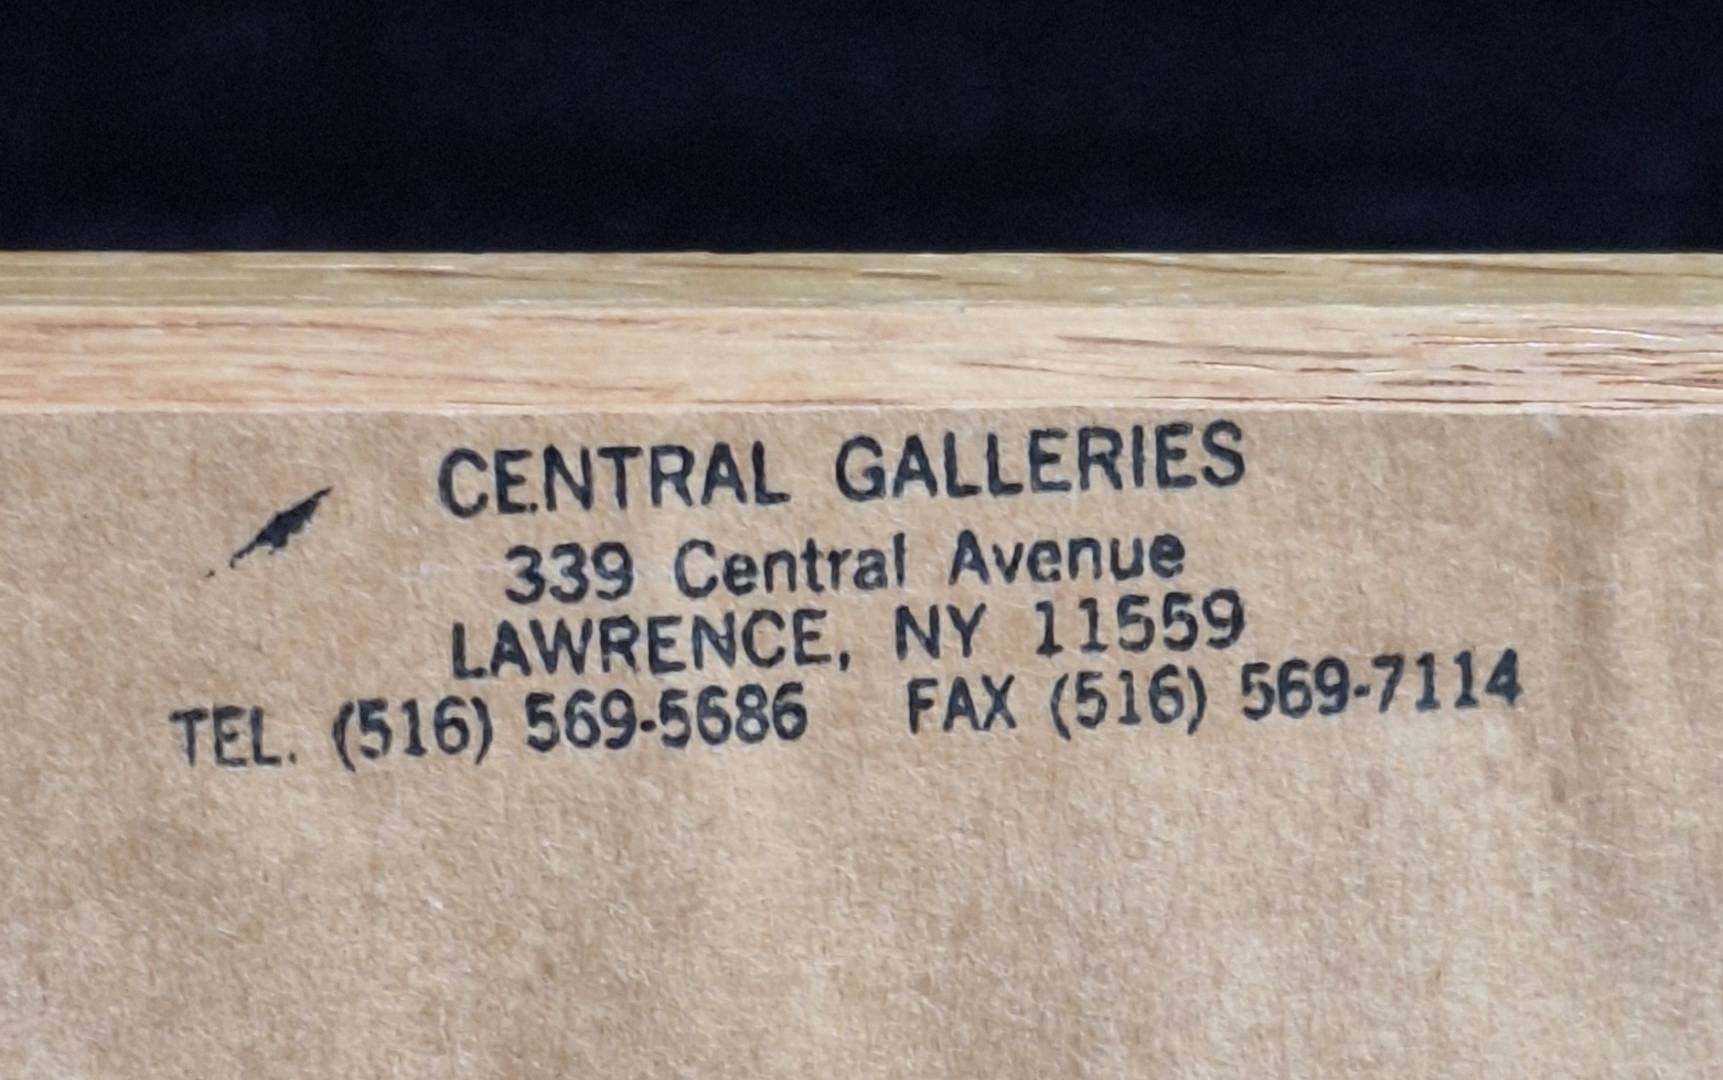 CENTRAL GALLERIES
339 Central Avenue
LAWRENCE, NY 11559
TEL. (516) 569-5686 FAX (516) 569-7114